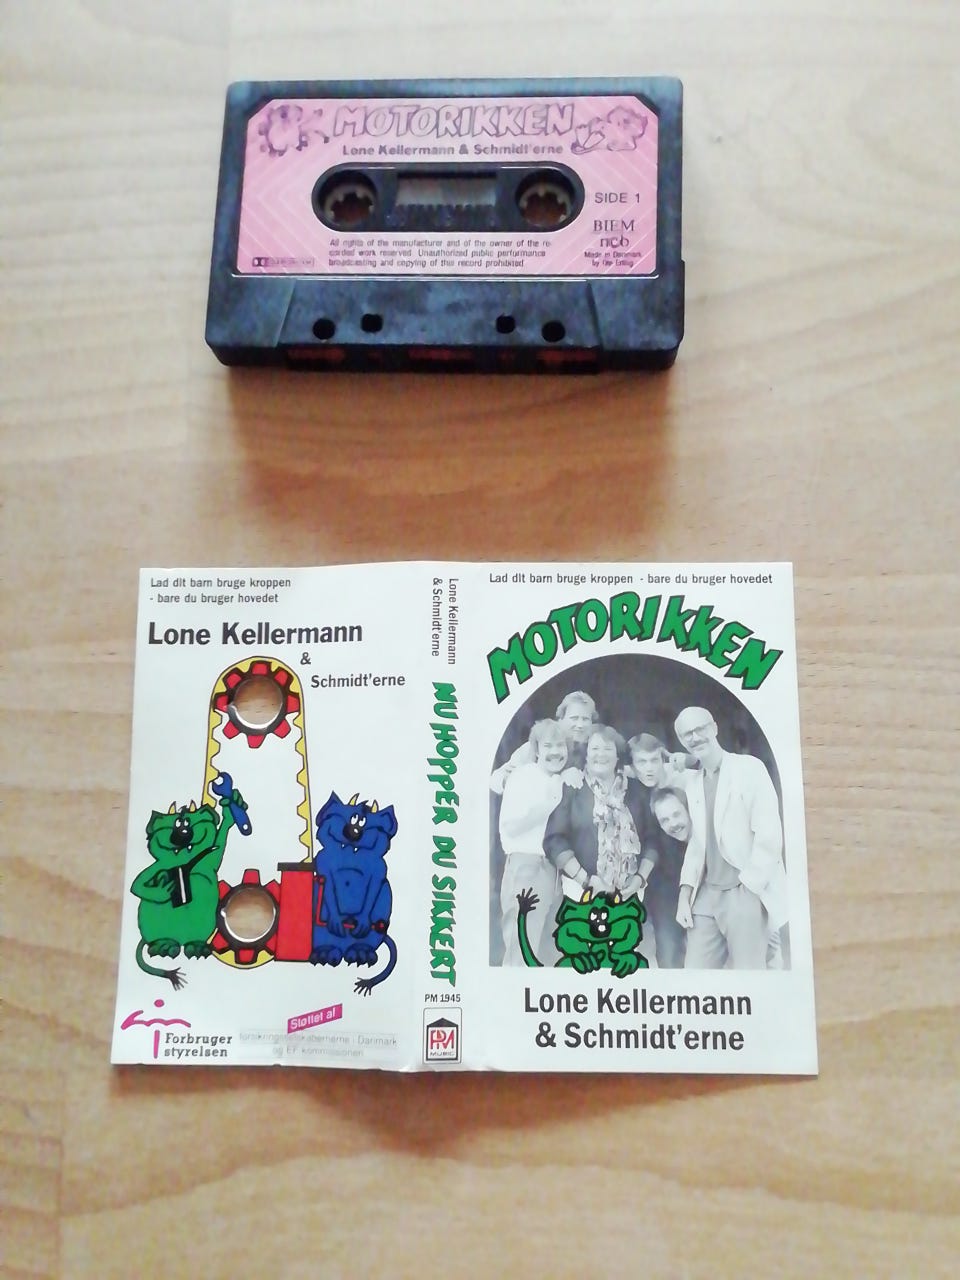 MOTORIKKEN
Lone Kellermann & Schmidt'erne
SIDE 1
BIEM
ncb
All rights of the manufacturer and of the owner of the re-
corded work reserved. Unauthorized public performance
broadcasting and copying of this record prohibited
Made in Denmark
Lad dit barn bruge kroppen
- bare du bruger hovedet
Lone Kellermann
&
Schmidt'erne
Forbruger
styrelsen
Støttet af
forsikringsselskaberne i Danmark
og EF kommissionen
Lone Kellermann
& Schmidt'erne
NU HOPPER DU SIKKERT
PM 1945
PM
MUSIC
Lad dit barn bruge kroppen - bare du bruger hovedet
MOTORIKKEN
Lone Kellermann
& Schmidt'erne